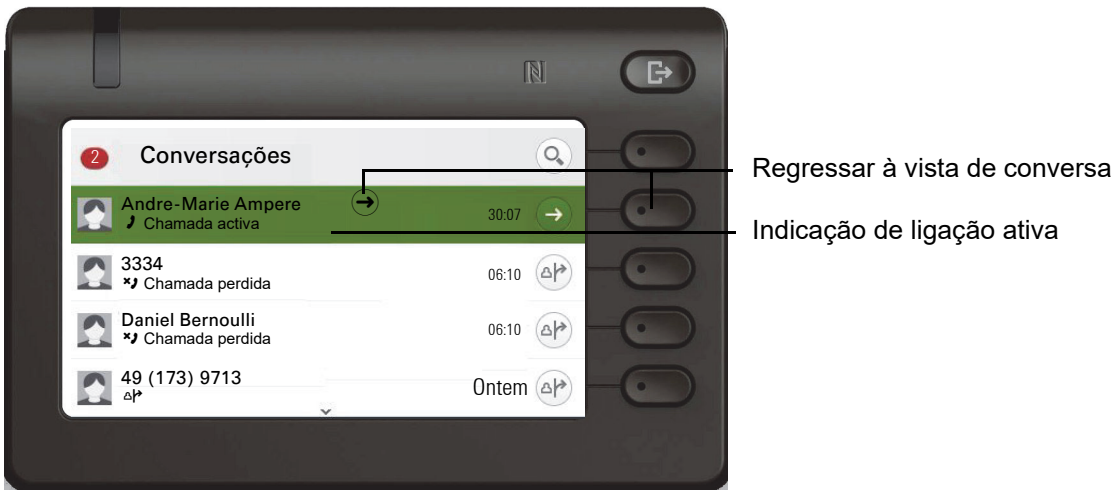 2 Conversações
Andre-Marie Ampere
Chamada activa
30:07
3334
Chamada perdida
06:10
Daniel Bernoulli
Chamada perdida
06:10
49 (173) 9713
Ontem
Regressar à vista de conversa
Indicação de ligação ativa